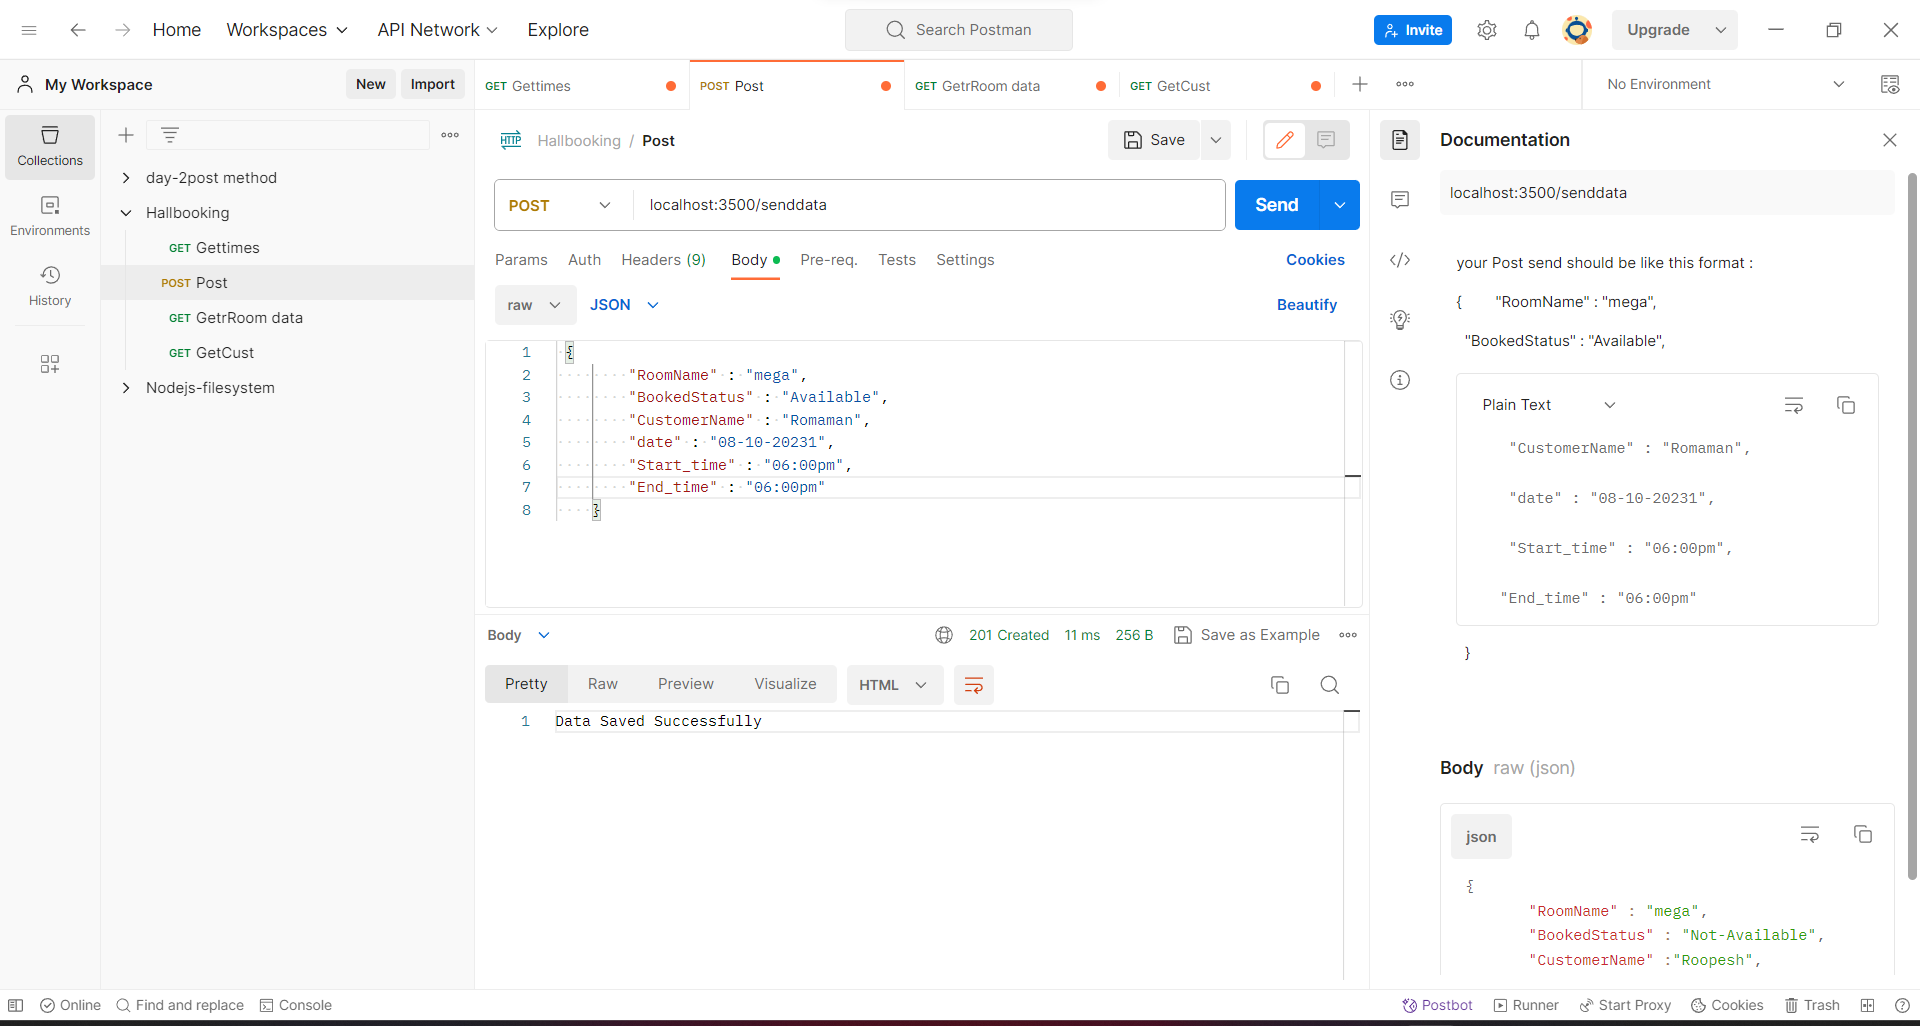 Home Workspaces API Network Explore Search Postman Invite Upgrade
My Workspace New Import GET Gettimes POST Post GET GetrRoom data GET GetCust No Environment
Collections
Environments
History
day-2post method
Hallbooking
GET Gettimes
POST Post
GET GetrRoom data
GET GetCust
Nodejs-filesystem
HTTP Hallbooking / Post Save
POST localhost:3500/senddata Send
Params Auth Headers (9) Body Pre-req. Tests Settings Cookies
raw JSON Beautify
1 {
2 "RoomName" : "mega",
3 "BookedStatus" : "Available",
4 "CustomerName" : "Romaman",
5 "date" : "08-10-20231",
6 "Start_time" : "06:00pm",
7 "End_time" : "06:00pm"
8 }
Body 201 Created 11 ms 256 B Save as Example
Pretty Raw Preview Visualize HTML
1 Data Saved Successfully
Documentation
localhost:3500/senddata
your Post send should be like this format :
{ "RoomName" : "mega",
"BookedStatus" : "Available",
Plain Text
"CustomerName" : "Romaman",
"date" : "08-10-20231",
"Start_time" : "06:00pm",
"End_time" : "06:00pm"
}
Body raw (json)
json
{
"RoomName" : "mega",
"BookedStatus" : "Not-Available",
"CustomerName" :"Roopesh",
Online Find and replace Console Postbot Runner Start Proxy Cookies Trash